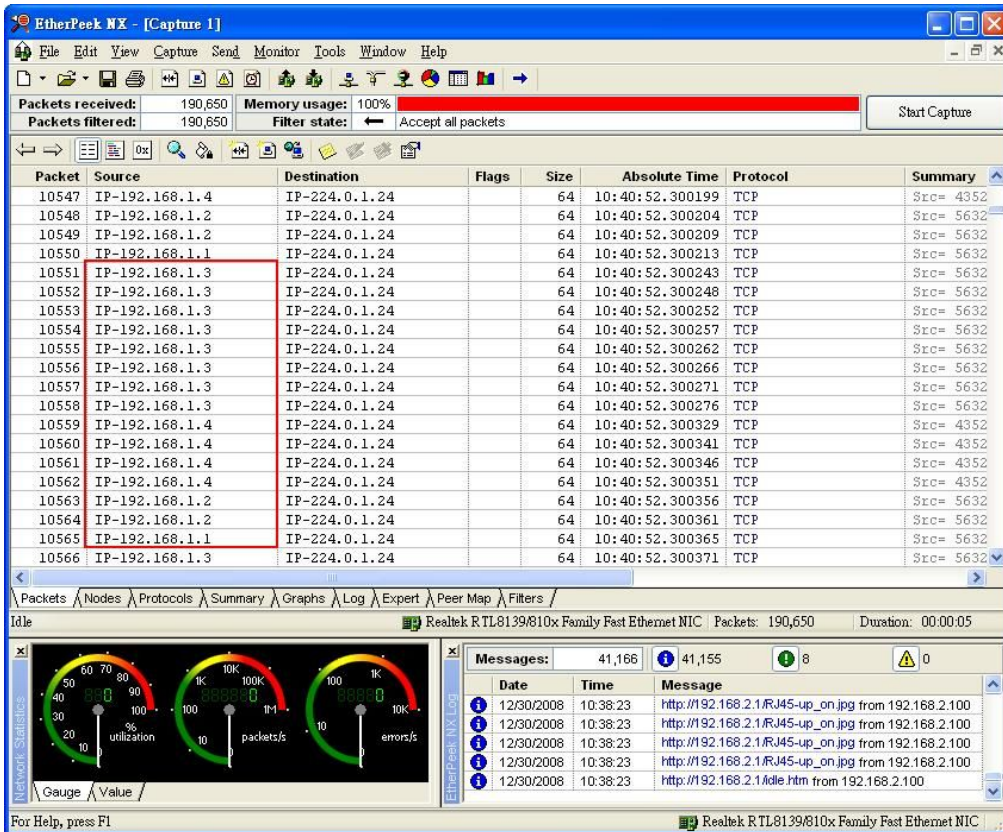 EtherPeek NX - [Capture 1]
File Edit View Capture Send Monitor Tools Window Help
Packets received: 190,650 Memory usage: 100%
Start Capture
Packets filtered: 190,650 Filter state: Accept all packets
Packet Source Destination Flags Size Absolute Time Protocol Summary
10547 IP-192.168.1.4 IP-224.0.1.24 64 10:40:52.300199 TCP Src= 4352
10548 IP-192.168.1.2 IP-224.0.1.24 64 10:40:52.300204 TCP Src= 5632
10549 IP-192.168.1.2 IP-224.0.1.24 64 10:40:52.300209 TCP Src= 5632
10550 IP-192.168.1.1 IP-224.0.1.24 64 10:40:52.300213 TCP Src= 5632
10551 IP-192.168.1.3 IP-224.0.1.24 64 10:40:52.300243 TCP Src= 5632
10552 IP-192.168.1.3 IP-224.0.1.24 64 10:40:52.300248 TCP Src= 5632
10553 IP-192.168.1.3 IP-224.0.1.24 64 10:40:52.300252 TCP Src= 5632
10554 IP-192.168.1.3 IP-224.0.1.24 64 10:40:52.300257 TCP Src= 5632
10555 IP-192.168.1.3 IP-224.0.1.24 64 10:40:52.300262 TCP Src= 5632
10556 IP-192.168.1.3 IP-224.0.1.24 64 10:40:52.300266 TCP Src= 5632
10557 IP-192.168.1.3 IP-224.0.1.24 64 10:40:52.300271 TCP Src= 5632
10558 IP-192.168.1.3 IP-224.0.1.24 64 10:40:52.300276 TCP Src= 5632
10559 IP-192.168.1.4 IP-224.0.1.24 64 10:40:52.300329 TCP Src= 4352
10560 IP-192.168.1.4 IP-224.0.1.24 64 10:40:52.300341 TCP Src= 4352
10561 IP-192.168.1.4 IP-224.0.1.24 64 10:40:52.300346 TCP Src= 4352
10562 IP-192.168.1.4 IP-224.0.1.24 64 10:40:52.300351 TCP Src= 4352
10563 IP-192.168.1.2 IP-224.0.1.24 64 10:40:52.300356 TCP Src= 5632
10564 IP-192.168.1.2 IP-224.0.1.24 64 10:40:52.300361 TCP Src= 5632
10565 IP-192.168.1.1 IP-224.0.1.24 64 10:40:52.300365 TCP Src= 5632
10566 IP-192.168.1.3 IP-224.0.1.24 64 10:40:52.300371 TCP Src= 5632
Packets Nodes Protocols Summary Graphs Log Expert Peer Map Filters
Idle Realtek RTL8139/810x Family Fast Ethernet NIC Packets: 190,650 Duration: 00:00:05
Network Statistics
10 20 30 40 50 60 70 80 90 100
0
% utilization
10 100 1K 10K 100K 1M
0
packets/s
10 100 1K 10K
0
errors/s
Gauge Value
EtherPeek NX Log
Messages: 41,166 41,155 8 0
Date Time Message
12/30/2008 10:38:23 http://192.168.2.1/RJ45-up_on.jpg from 192.168.2.100
12/30/2008 10:38:23 http://192.168.2.1/RJ45-up_on.jpg from 192.168.2.100
12/30/2008 10:38:23 http://192.168.2.1/RJ45-up_on.jpg from 192.168.2.100
12/30/2008 10:38:23 http://192.168.2.1/RJ45-up_on.jpg from 192.168.2.100
12/30/2008 10:38:23 http://192.168.2.1/idle.htm from 192.168.2.100
For Help, press F1 Realtek RTL8139/810x Family Fast Ethernet NIC